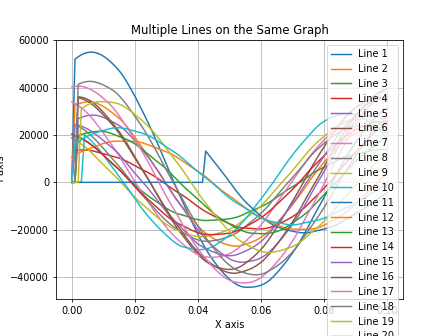 Multiple Lines on the Same Graph
60000
40000
20000
0
−20000
−40000
0.00
0.02
0.04
0.06
X axis
axis
Line 1
Line 2
Line 3
Line 4
Line 5
Line 6
Line 7
Line 8
Line 9
Line 10
Line 11
Line 12
Line 13
Line 14
Line 15
Line 16
Line 17
Line 18
Line 19
Line 20